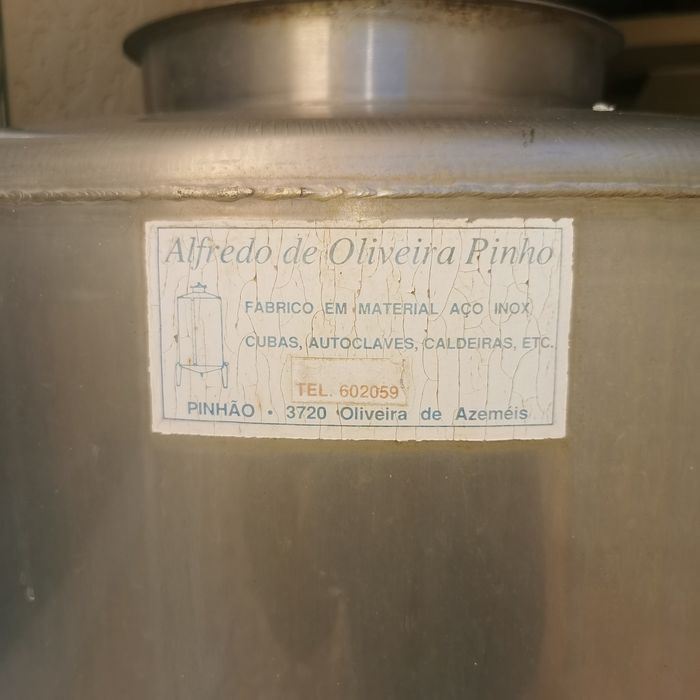 Alfredo de Oliveira Pinho
FABRICO EM MATERIAL AÇO INOX
CUBAS, AUTOCLAVES, CALDEIRAS, ETC.
TEL. 602059
PINHÃO • 3720 Oliveira de Azeméis